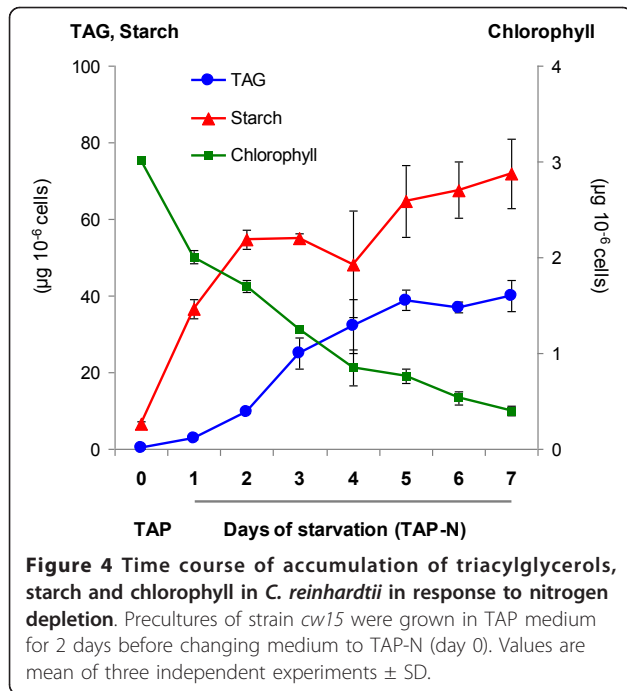 TAG, Starch
Chlorophyll
100
80
60
40
20
0
(µg 10⁻⁶ cells)
TAG
Starch
Chlorophyll
4
3
2
1
0
(µg 10⁻⁶ cells)
0 1 2 3 4 5 6 7
TAP Days of starvation (TAP-N)
Figure 4 Time course of accumulation of triacylglycerols,
starch and chlorophyll in C. reinhardtii in response to nitrogen
depletion. Precultures of strain cw15 were grown in TAP medium
for 2 days before changing medium to TAP-N (day 0). Values are
mean of three independent experiments ± SD.